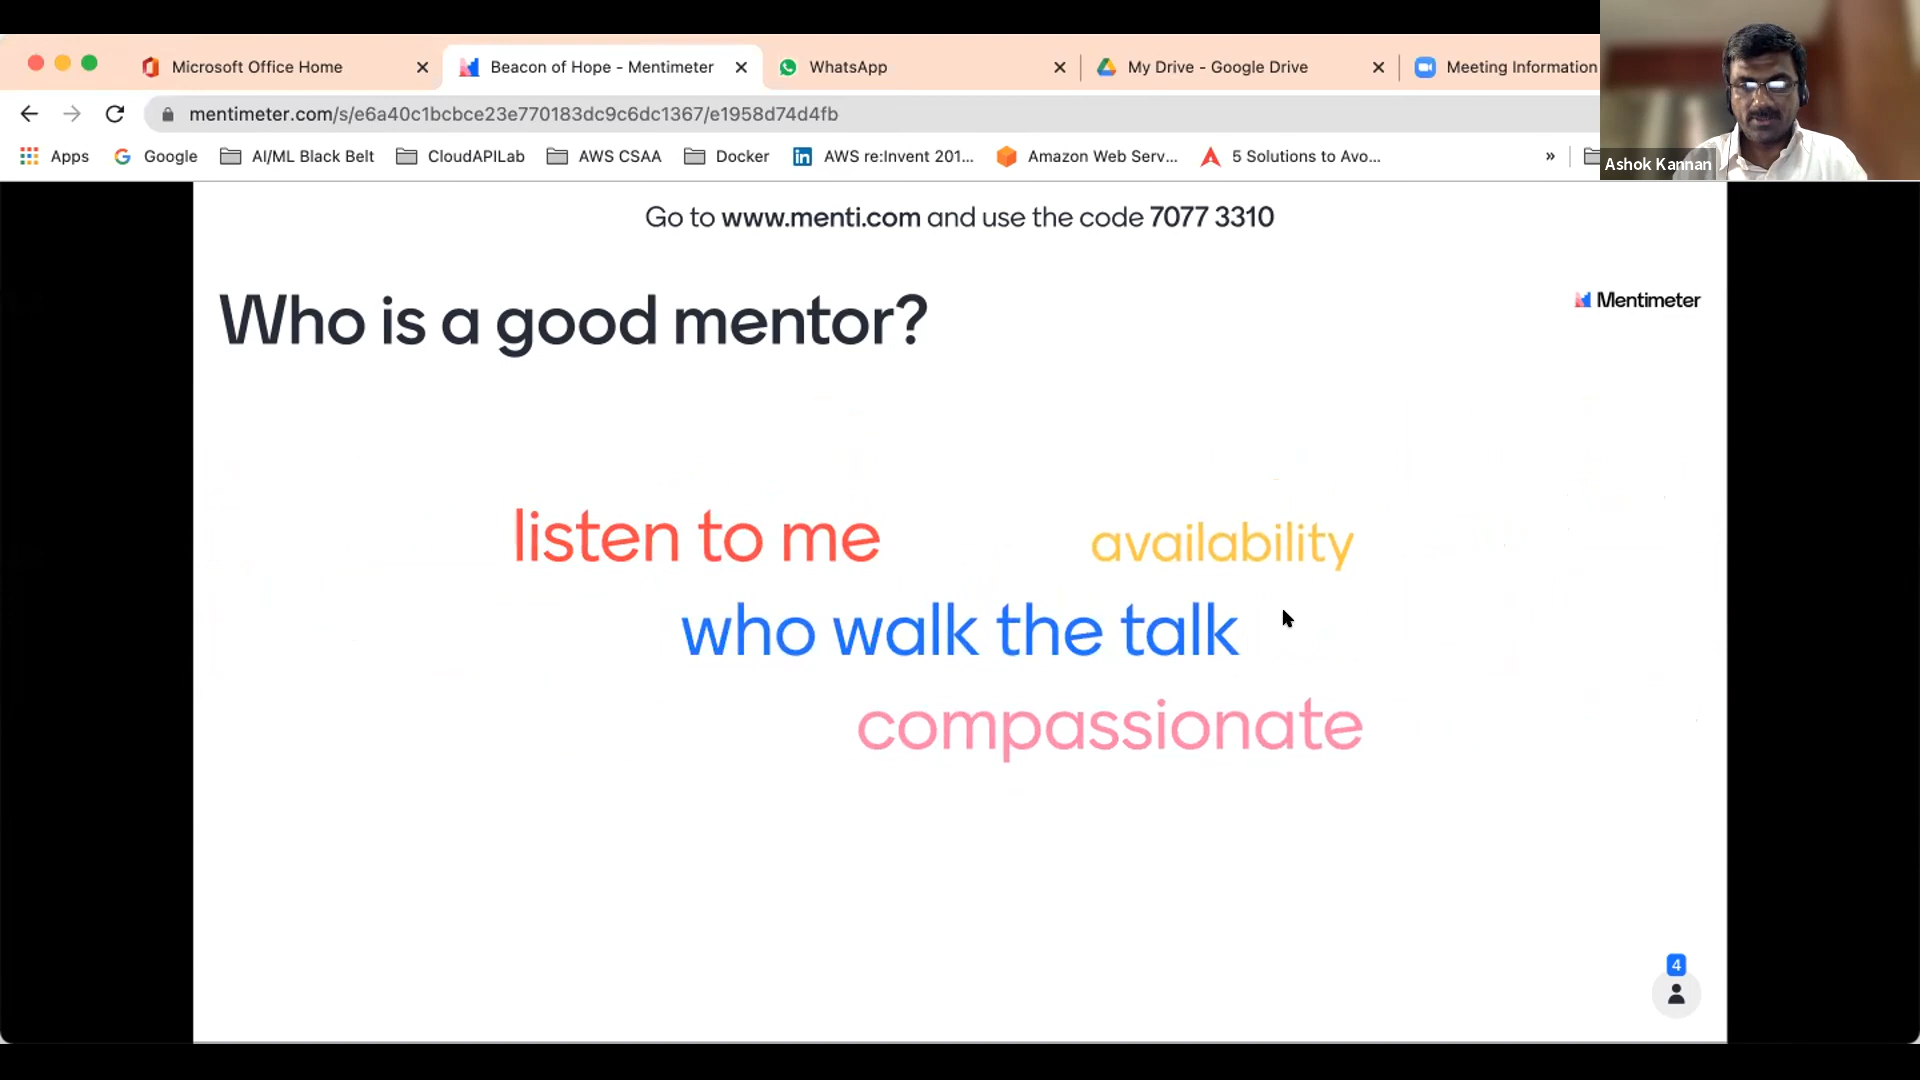 Microsoft Office Home
Beacon of Hope - Mentimeter
WhatsApp
My Drive - Google Drive
Meeting Information
mentimeter.com/s/e6a40c1bcbce23e770183dc9c6dc1367/e1958d74d4fb
Apps
Google
AI/ML Black Belt
CloudAPILab
AWS CSAA
Docker
AWS re:Invent 201...
Amazon Web Serv...
5 Solutions to Avo...
»
Ashok Kannan
Go to www.menti.com and use the code 7077 3310
Who is a good mentor?
Mentimeter
listen to me
availability
who walk the talk
compassionate
4